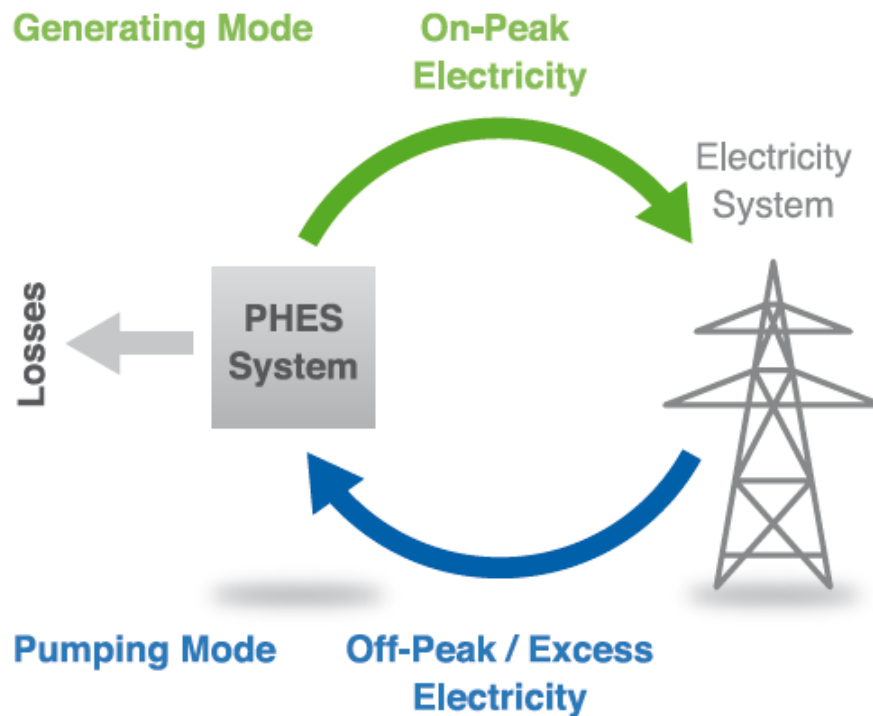 Generating Mode
On-Peak
Electricity
Electricity
System
Losses
PHES
System
Pumping Mode
Off-Peak / Excess
Electricity